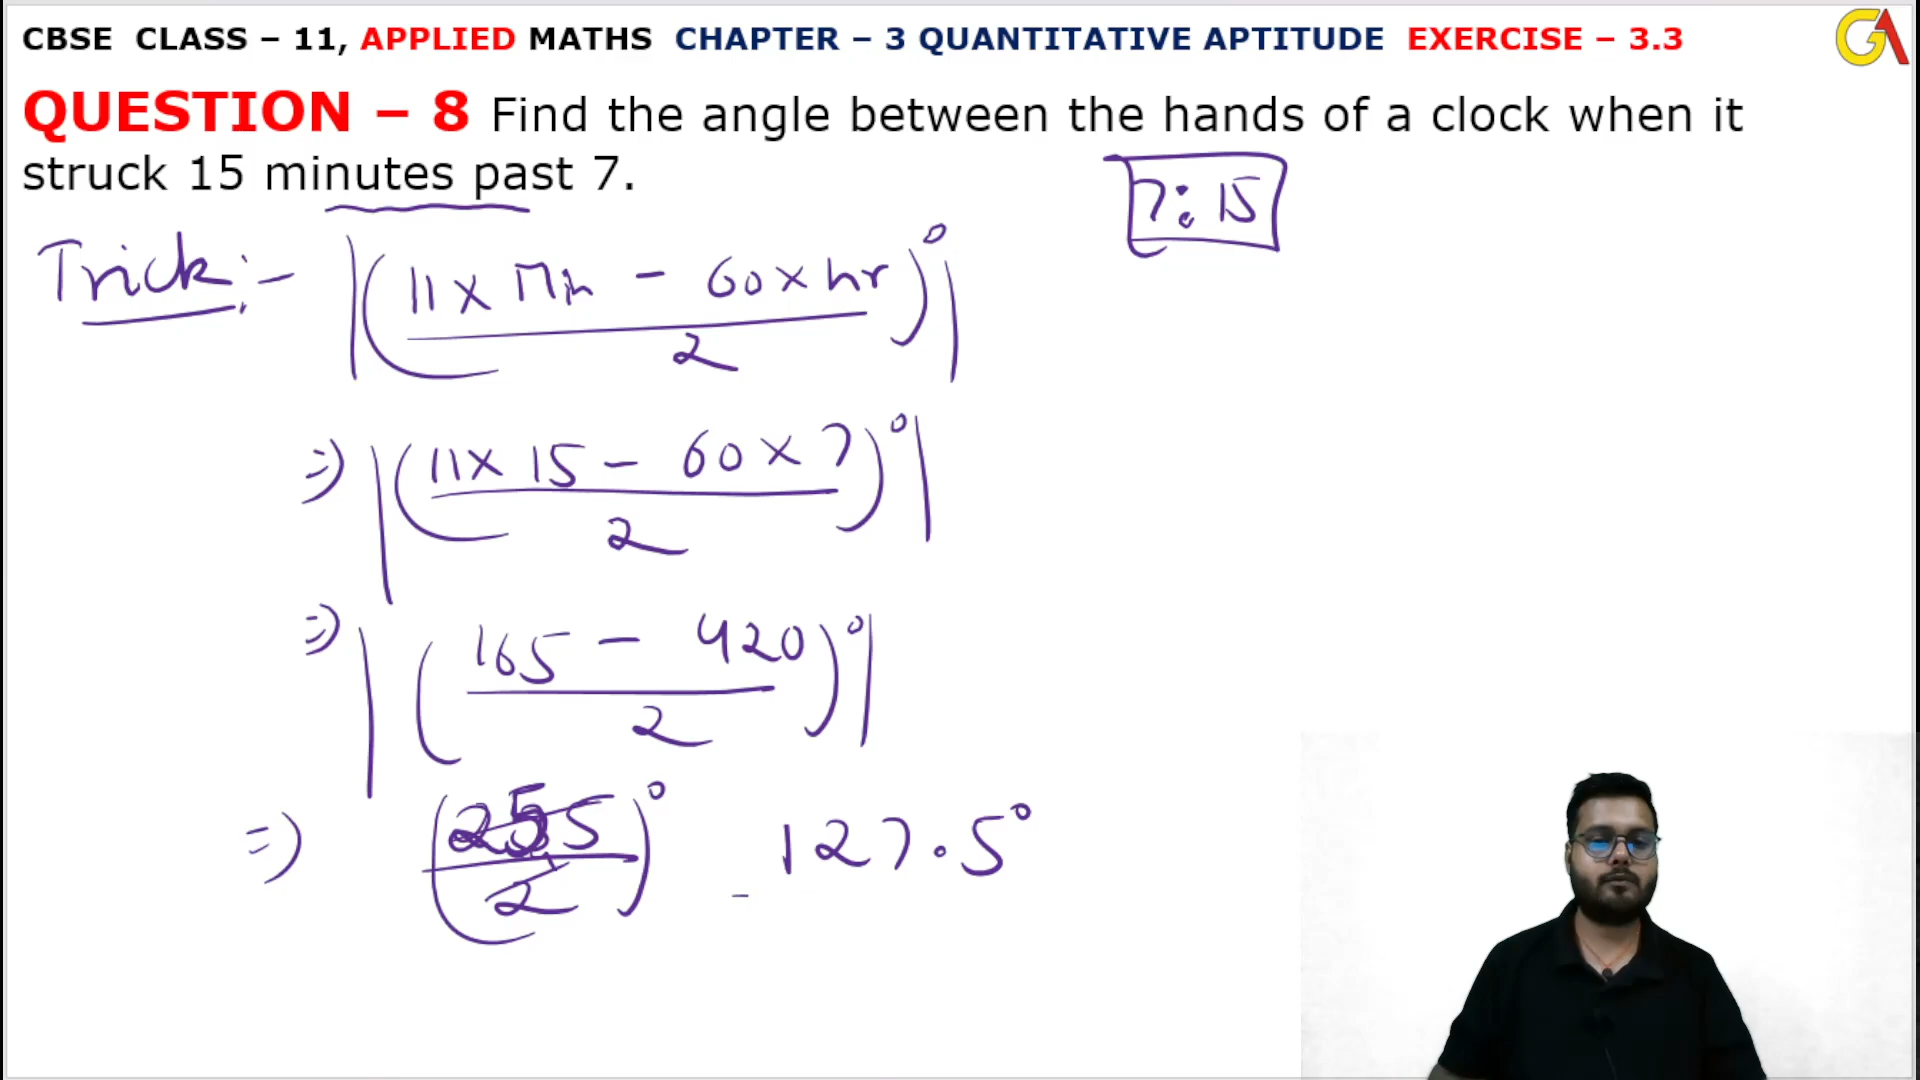 CBSE CLASS – 11, APPLIED MATHS CHAPTER – 3 QUANTITATIVE APTITUDE EXERCISE – 3.3
GA
QUESTION – 8 Find the angle between the hands of a clock when it
struck 15 minutes past 7.
7:15
Trick:- |((11 x Min - 60 x hr)/2)°|
=> |((11 x 15 - 60 x 7)/2)°|
=> |((165 - 420)/2)°|
=> (255/2)° - 127.5°